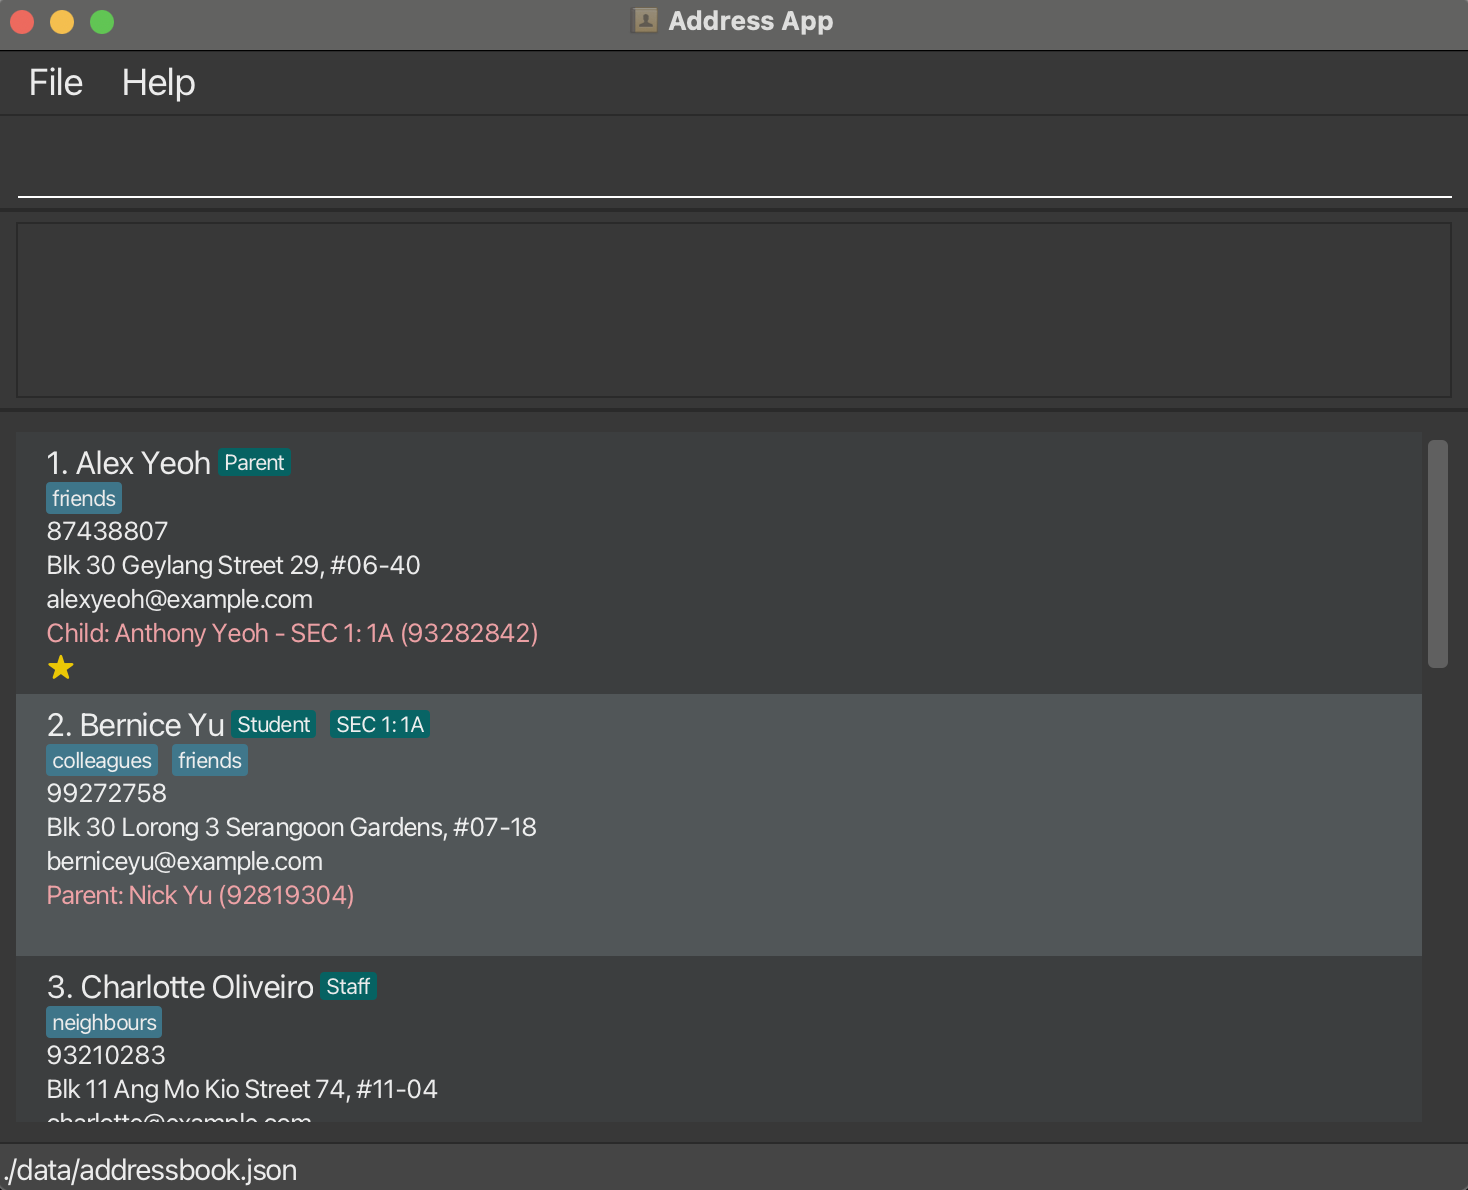 Address App
File Help
1. Alex Yeoh Parent
friends
87438807
Blk 30 Geylang Street 29, #06-40
alexyeoh@example.com
Child: Anthony Yeoh - SEC 1: 1A (93282842)
2. Bernice Yu Student SEC 1: 1A
colleagues friends
99272758
Blk 30 Lorong 3 Serangoon Gardens, #07-18
berniceyu@example.com
Parent: Nick Yu (92819304)
3. Charlotte Oliveiro Staff
neighbours
93210283
Blk 11 Ang Mo Kio Street 74, #11-04
charlotte@example.com
./data/addressbook.json